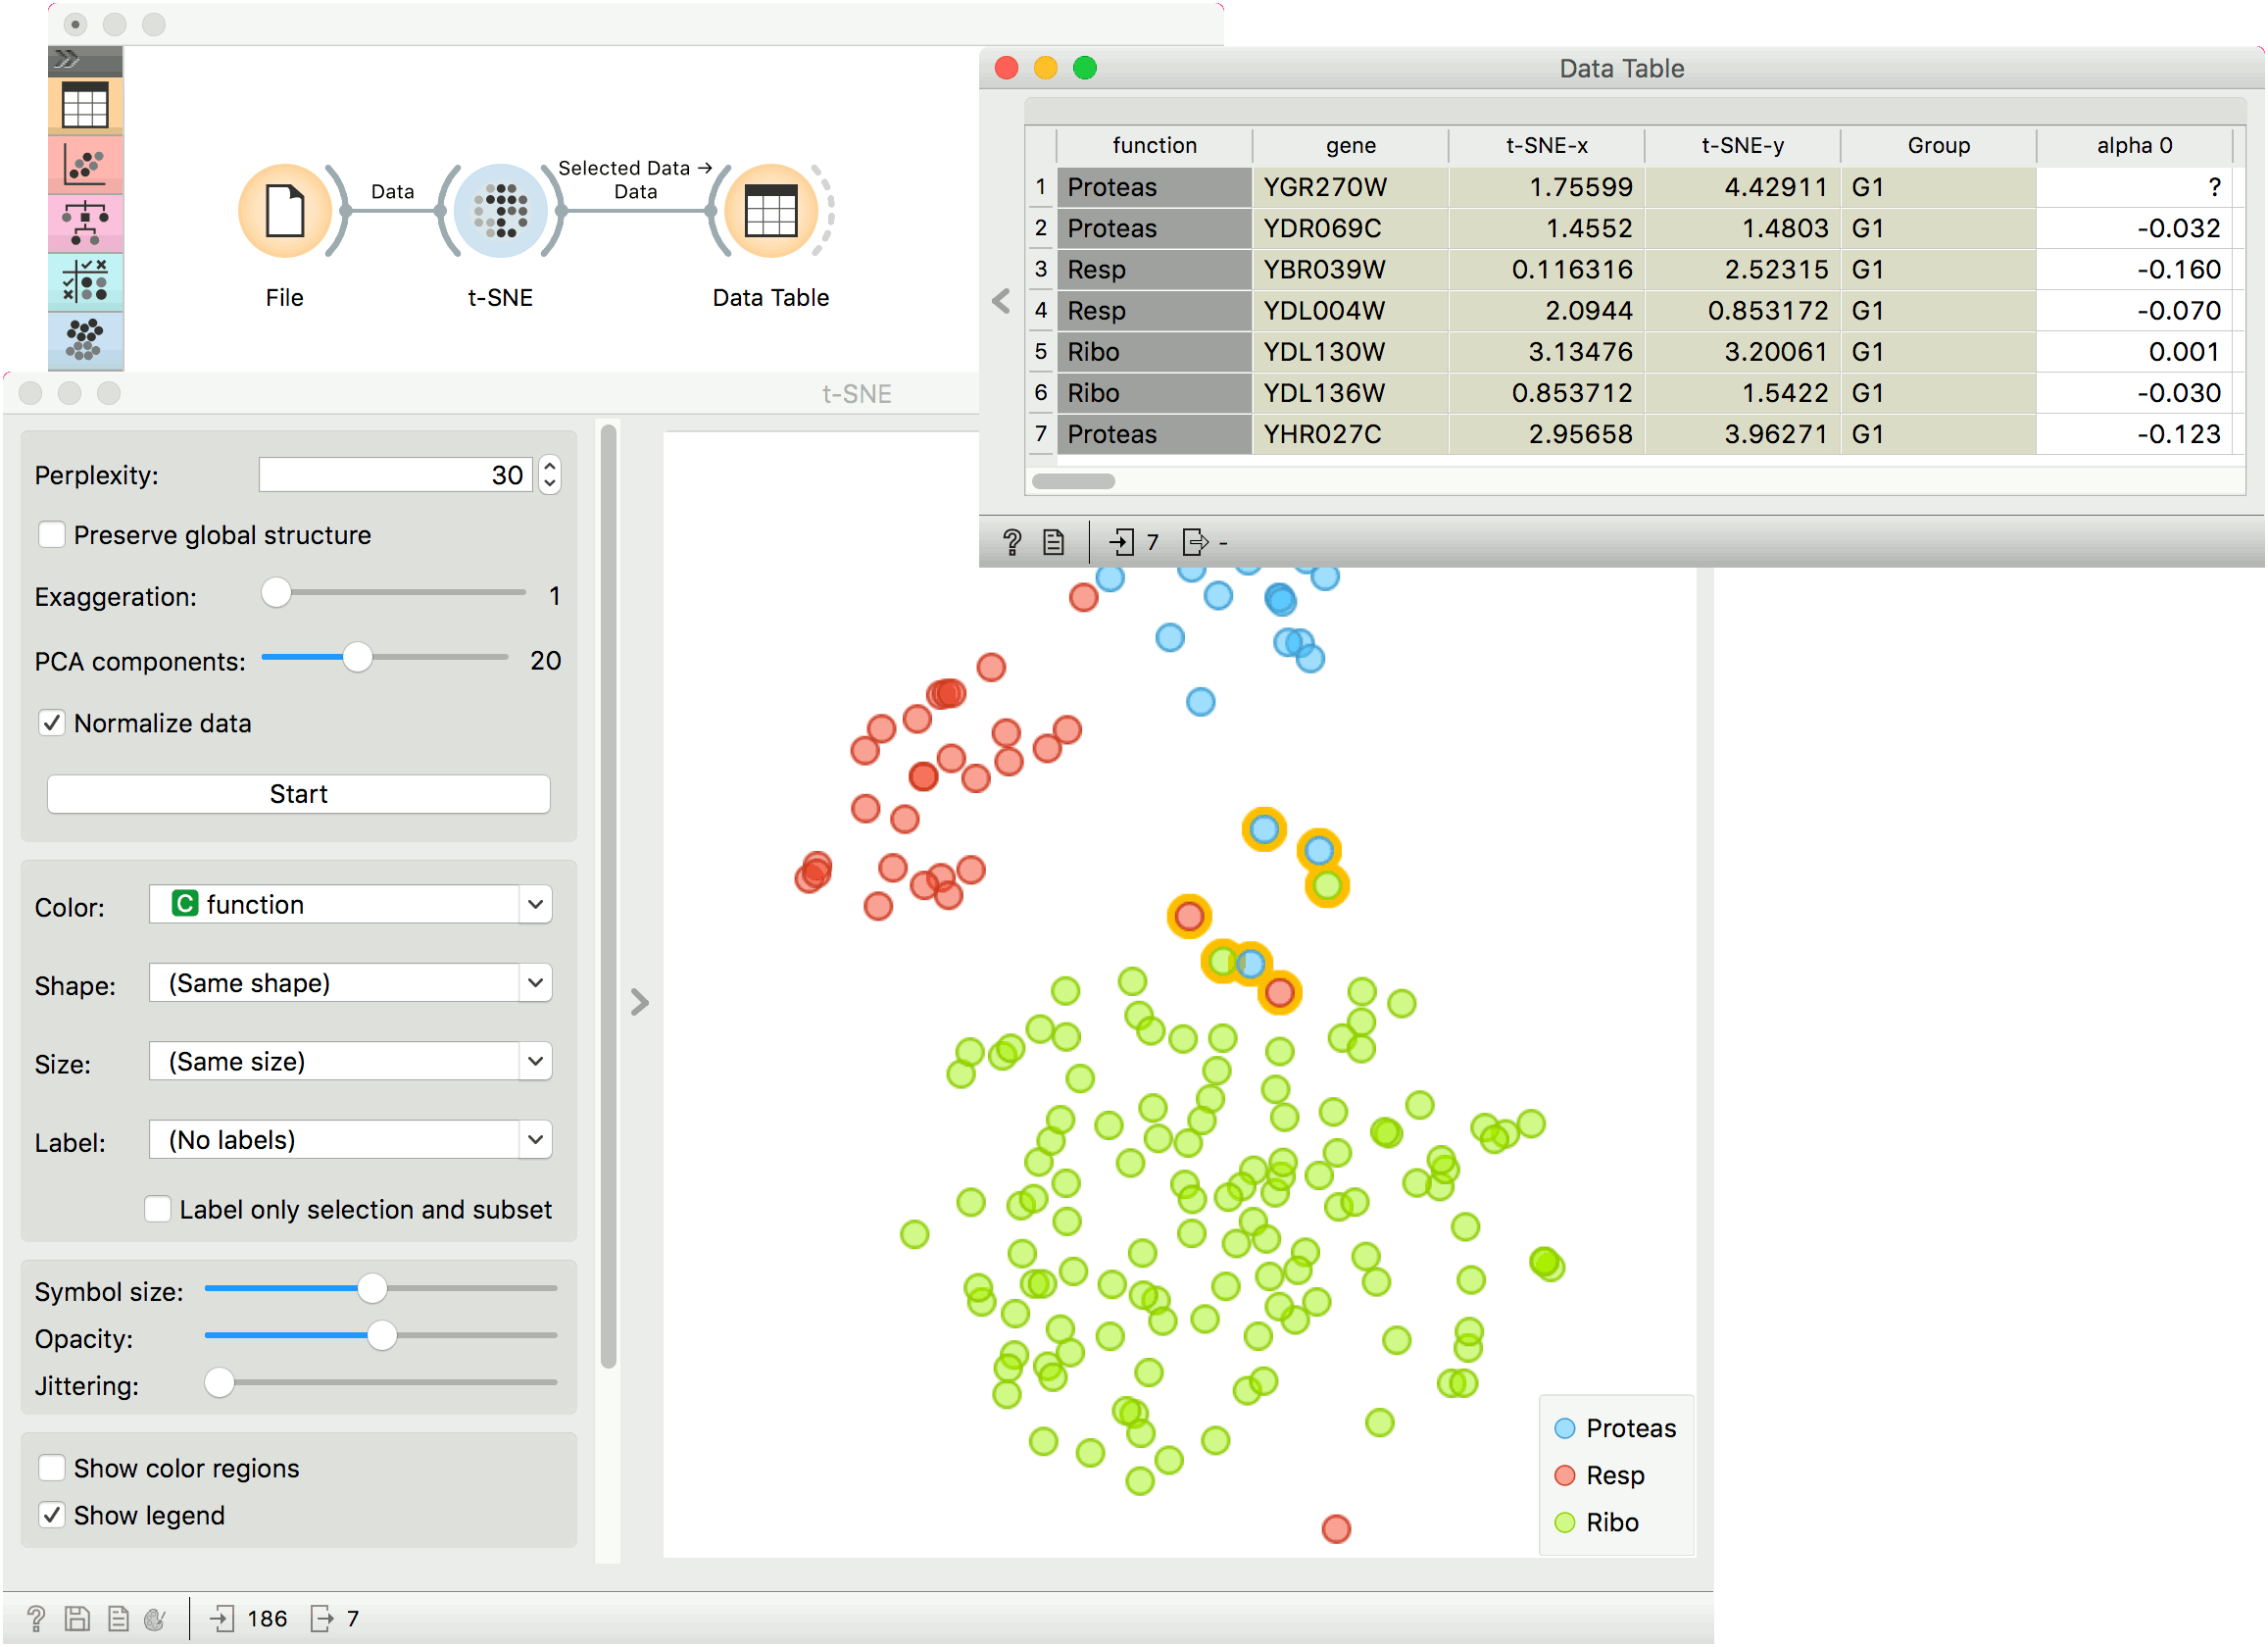 Data
Selected Data →
Data
File
t-SNE
Data Table
Data Table
function gene t-SNE-x t-SNE-y Group alpha 0
1 Proteas YGR270W 1.75599 4.42911 G1 ?
2 Proteas YDR069C 1.4552 1.4803 G1 -0.032
3 Resp YBR039W 0.116316 2.52315 G1 -0.160
4 Resp YDL004W 2.0944 0.853172 G1 -0.070
5 Ribo YDL130W 3.13476 3.20061 G1 0.001
6 Ribo YDL136W 0.853712 1.5422 G1 -0.030
7 Proteas YHR027C 2.95658 3.96271 G1 -0.123
? 7 -
t-SNE
Perplexity: 30
Preserve global structure
Exaggeration: 1
PCA components: 20
Normalize data
Start
Color: C function
Shape: (Same shape)
Size: (Same size)
Label: (No labels)
Label only selection and subset
Symbol size:
Opacity:
Jittering:
Show color regions
Show legend
Proteas
Resp
Ribo
? 186 7